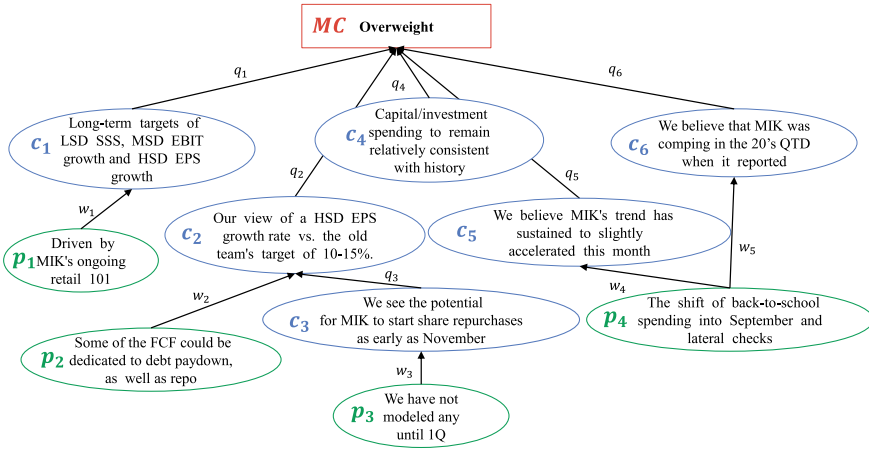 MC Overweight
q1
q4
q6
c1
Long-term targets of
LSD SSS, MSD EBIT
growth and HSD EPS
growth
c4
Capital/investment
spending to remain
relatively consistent
with history
c6
We believe that MIK was
comping in the 20's QTD
when it reported
q2
q5
w1
c2
Our view of a HSD EPS
growth rate vs. the old
team's target of 10-15%.
c5
We believe MIK's trend has
sustained to slightly
accelerated this month
w5
p1
Driven by
MIK's ongoing
retail 101
q3
w2
w4
c3
We see the potential
for MIK to start share repurchases
as early as November
p4
The shift of back-to-school
spending into September and
lateral checks
p2
Some of the FCF could be
dedicated to debt paydown,
as well as repo
w3
p3
We have not
modeled any
until 1Q